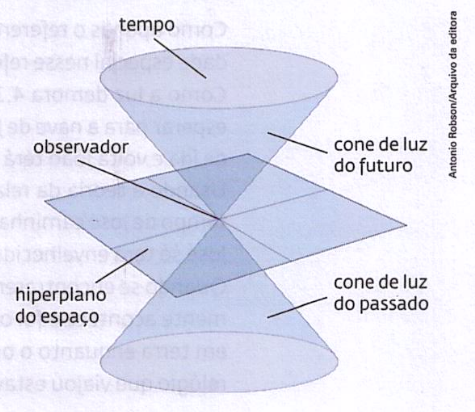 tempo
observador
cone de luz
do futuro
hiperplano
do espaço
cone de luz
do passado
Antonio Robson/Arquivo da editora